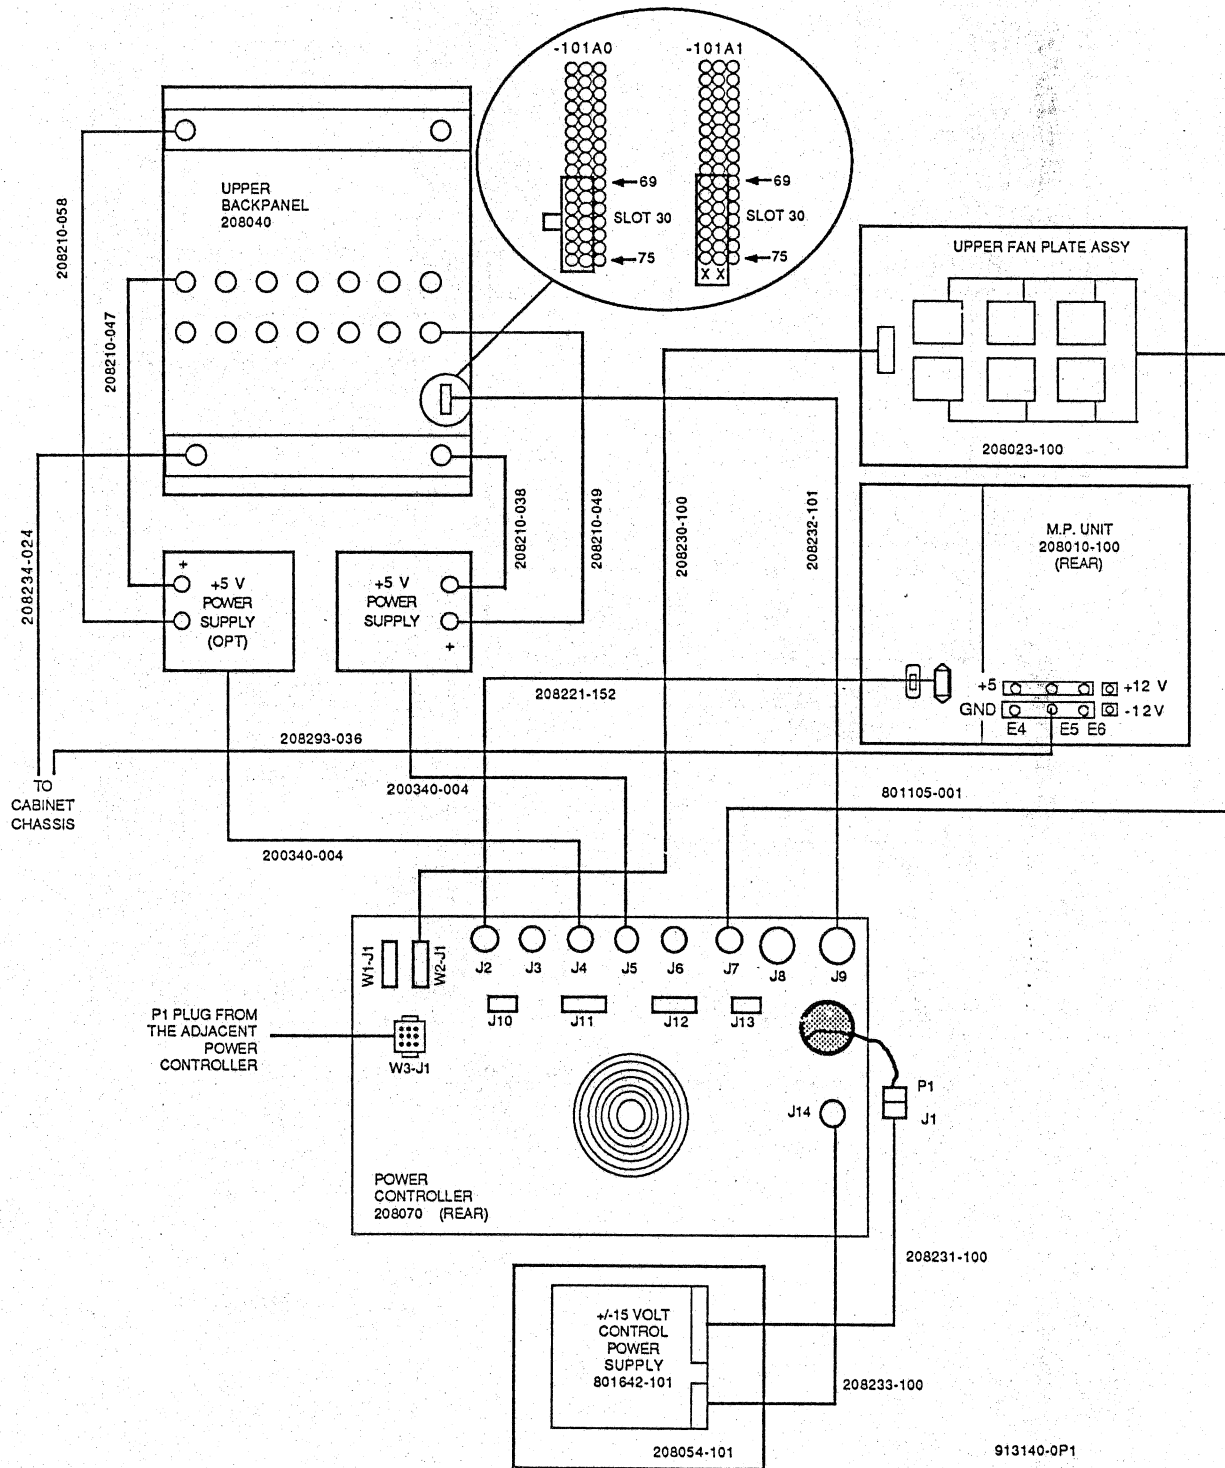 -101A0
-101A1
69
69
SLOT 30
SLOT 30
75
75
X X
UPPER
BACKPANEL
208040
208210-058
208210-047
208234-024
208210-038
208210-049
208230-100
208232-101
UPPER FAN PLATE ASSY
208023-100
M.P. UNIT
208010-100
(REAR)
+5
+12 V
GND
-12V
E4
E5
E6
+
+5 V
POWER
SUPPLY
(OPT)
+5 V
POWER
SUPPLY
+
208221-152
208293-036
TO
CABINET
CHASSIS
200340-004
801105-001
200340-004
W1-J1
W2-J1
J2
J3
J4
J5
J6
J7
J8
J9
J10
J11
J12
J13
P1 PLUG FROM
THE ADJACENT
POWER
CONTROLLER
W3-J1
P1
J14
J1
POWER
CONTROLLER
208070 (REAR)
208231-100
+/-15 VOLT
CONTROL
POWER
SUPPLY
801642-101
208233-100
208054-101
913140-0P1